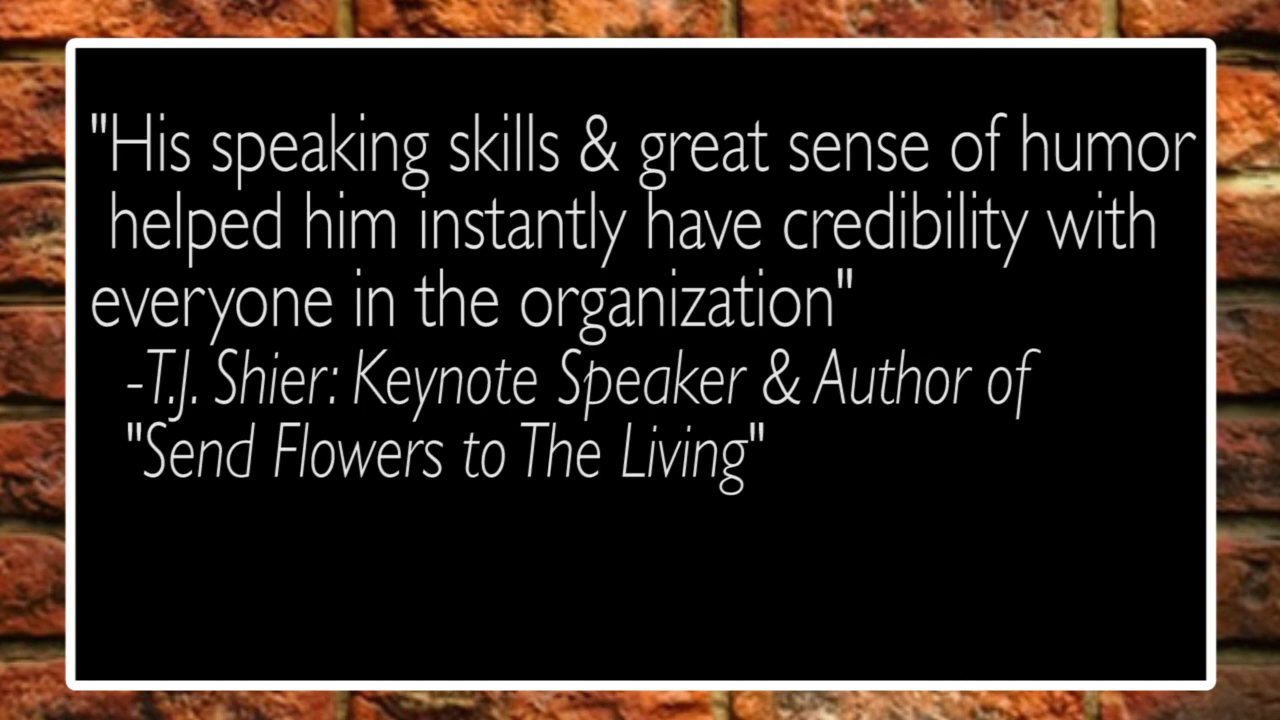 "His speaking skills & great sense of humor
helped him instantly have credibility with
everyone in the organization"
-T.J. Shier: Keynote Speaker & Author of
"Send Flowers to The Living"